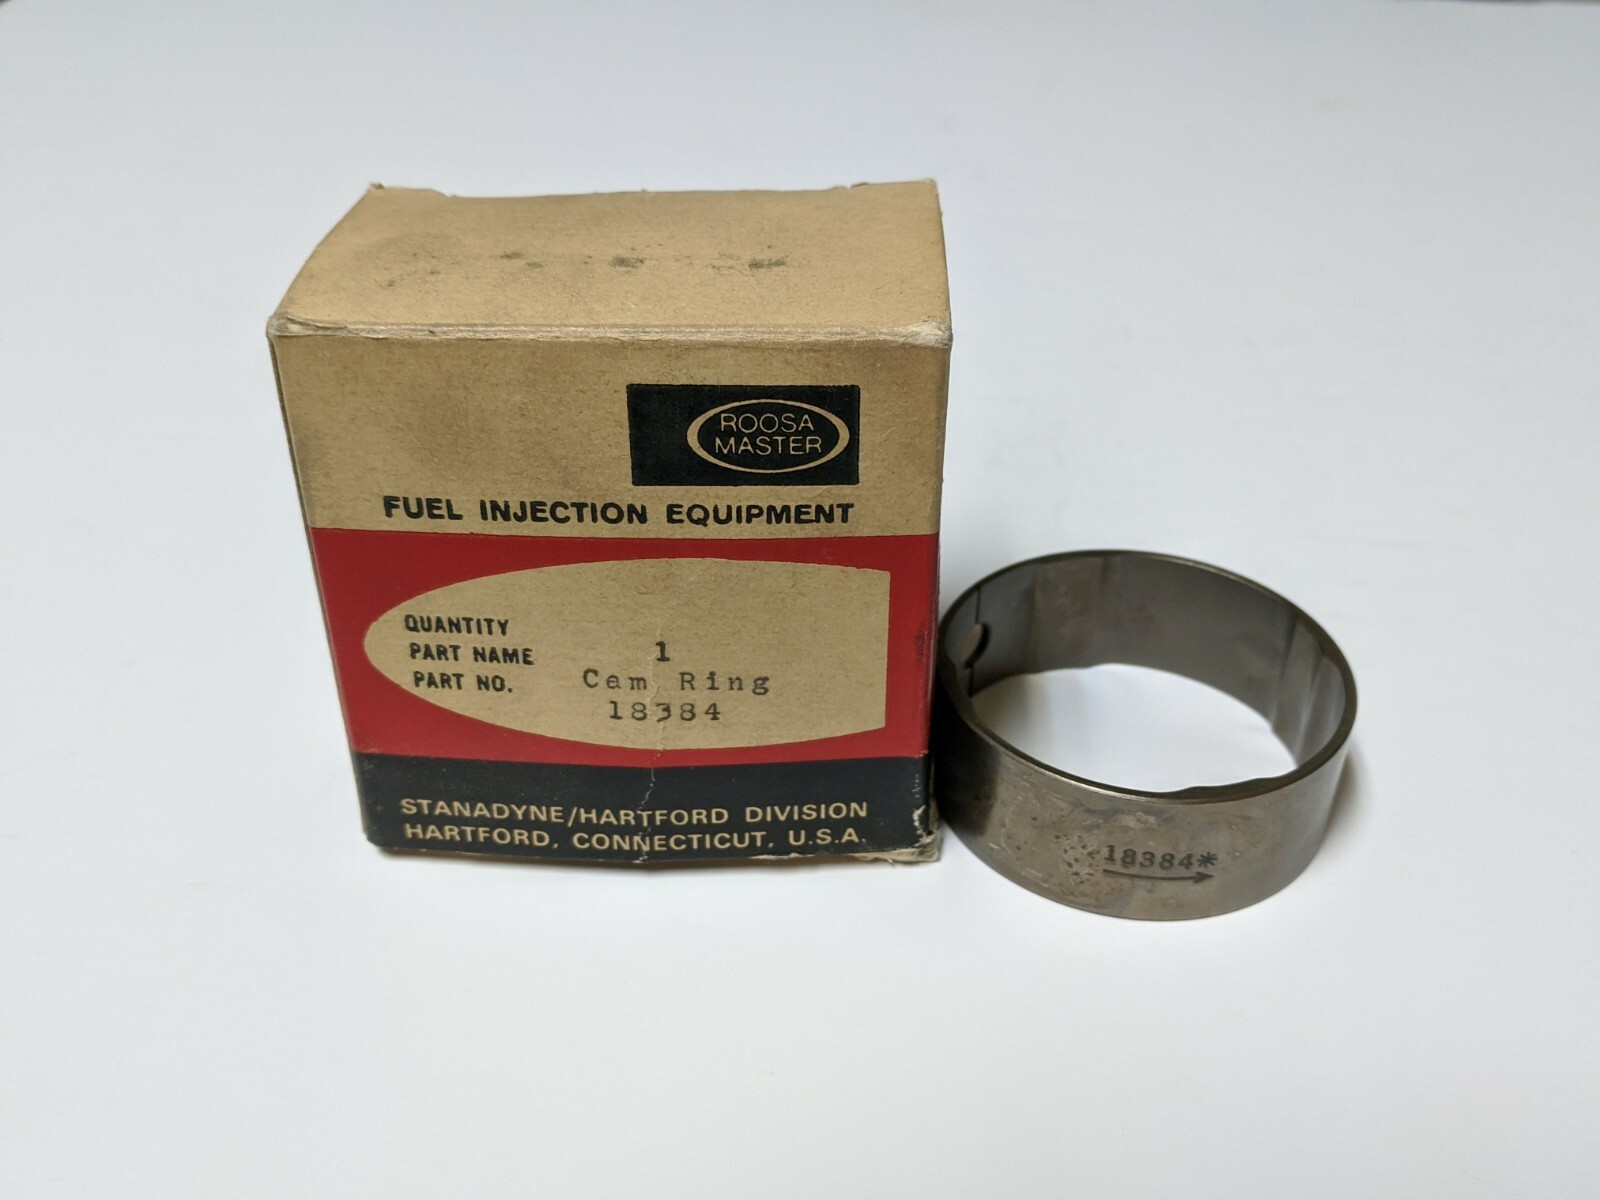 ROOSA
MASTER
FUEL INJECTION EQUIPMENT
QUANTITY 1
PART NAME Cam Ring
PART NO. 18384
STANADYNE/HARTFORD DIVISION
HARTFORD, CONNECTICUT, U.S.A.
18384*